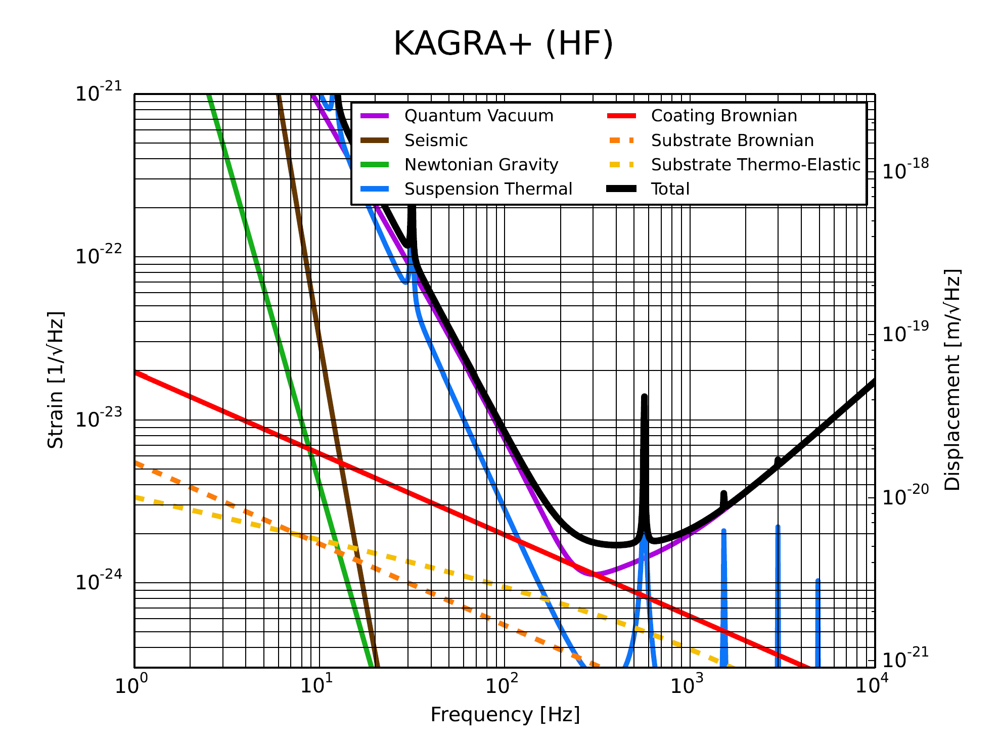 KAGRA+ (HF)
10⁻²¹
10⁻²²
10⁻²³
10⁻²⁴
Strain [1/√Hz]
Quantum Vacuum
Seismic
Newtonian Gravity
Suspension Thermal
Coating Brownian
Substrate Brownian
Substrate Thermo-Elastic
Total
10⁻¹⁸
10⁻¹⁹
10⁻²⁰
10⁻²¹
Displacement [m/√Hz]
10⁰ 10¹ 10² 10³ 10⁴
Frequency [Hz]